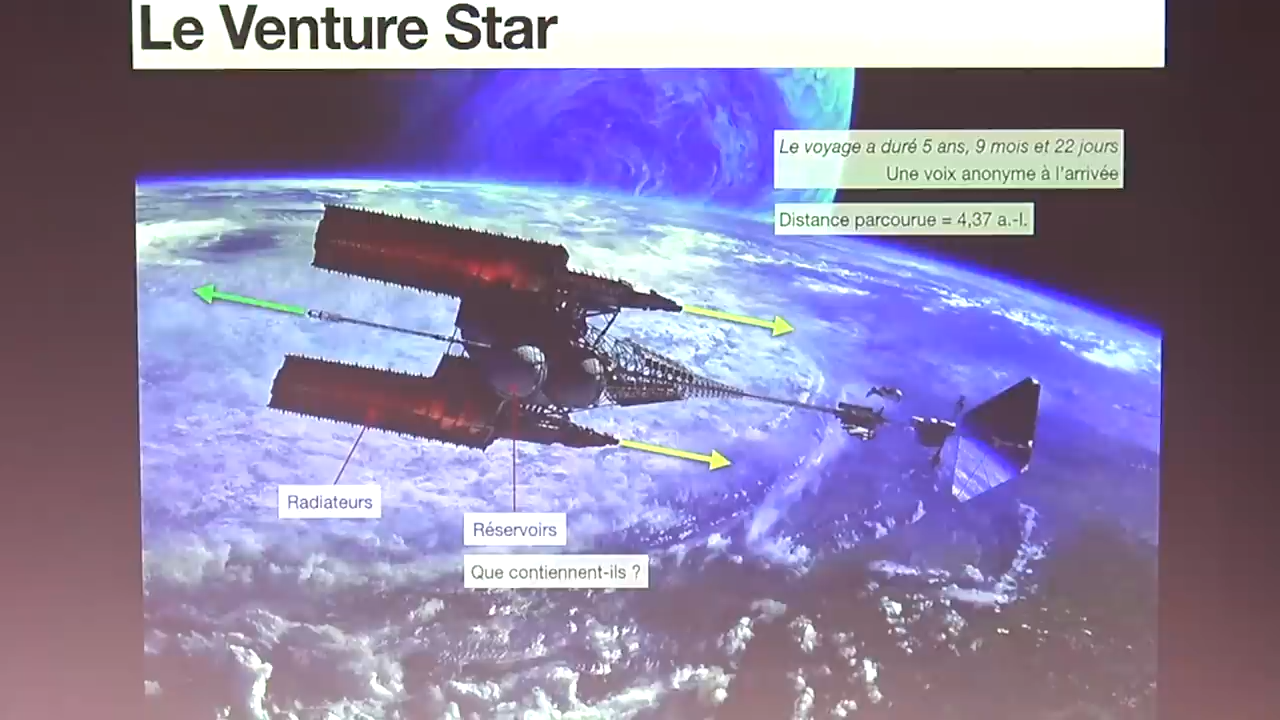 Le Venture Star
Le voyage a duré 5 ans, 9 mois et 22 jours
Une voix anonyme à l'arrivée
Distance parcourue = 4,37 a.-l.
Radiateurs
Réservoirs
Que contiennent-ils ?